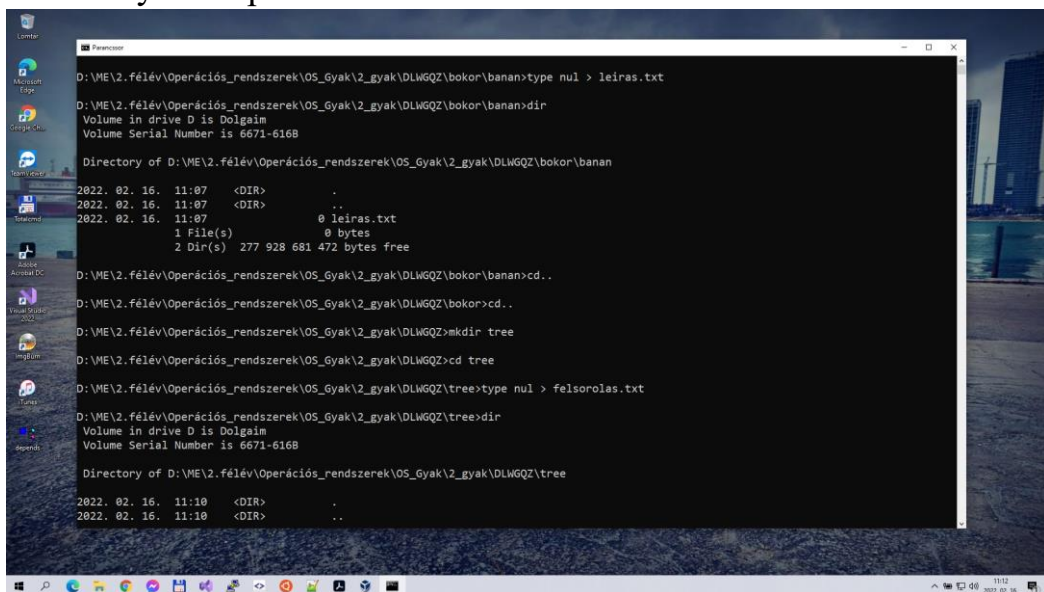 Lomtár
Microsoft
Edge
Google Ch...
TeamViewer
Totalcmd
Adobe
Acrobat DC
Visual Studio
2022
ImgBurn
iTunes
depends
Parancssor
D:\ME\2.félév\Operációs_rendszerek\OS_Gyak\2_gyak\DLWGQZ\bokor\banan>type nul > leiras.txt
D:\ME\2.félév\Operációs_rendszerek\OS_Gyak\2_gyak\DLWGQZ\bokor\banan>dir
Volume in drive D is Dolgaim
Volume Serial Number is 6671-616B
Directory of D:\ME\2.félév\Operációs_rendszerek\OS_Gyak\2_gyak\DLWGQZ\bokor\banan
2022. 02. 16. 11:07 <DIR> .
2022. 02. 16. 11:07 <DIR> ..
2022. 02. 16. 11:07 0 leiras.txt
1 File(s) 0 bytes
2 Dir(s) 277 928 681 472 bytes free
D:\ME\2.félév\Operációs_rendszerek\OS_Gyak\2_gyak\DLWGQZ\bokor\banan>cd..
D:\ME\2.félév\Operációs_rendszerek\OS_Gyak\2_gyak\DLWGQZ\bokor>cd..
D:\ME\2.félév\Operációs_rendszerek\OS_Gyak\2_gyak\DLWGQZ>mkdir tree
D:\ME\2.félév\Operációs_rendszerek\OS_Gyak\2_gyak\DLWGQZ>cd tree
D:\ME\2.félév\Operációs_rendszerek\OS_Gyak\2_gyak\DLWGQZ\tree>type nul > felsorolas.txt
D:\ME\2.félév\Operációs_rendszerek\OS_Gyak\2_gyak\DLWGQZ\tree>dir
Volume in drive D is Dolgaim
Volume Serial Number is 6671-616B
Directory of D:\ME\2.félév\Operációs_rendszerek\OS_Gyak\2_gyak\DLWGQZ\tree
2022. 02. 16. 11:10 <DIR> .
2022. 02. 16. 11:10 <DIR> ..
11:12
2022. 02. 16.